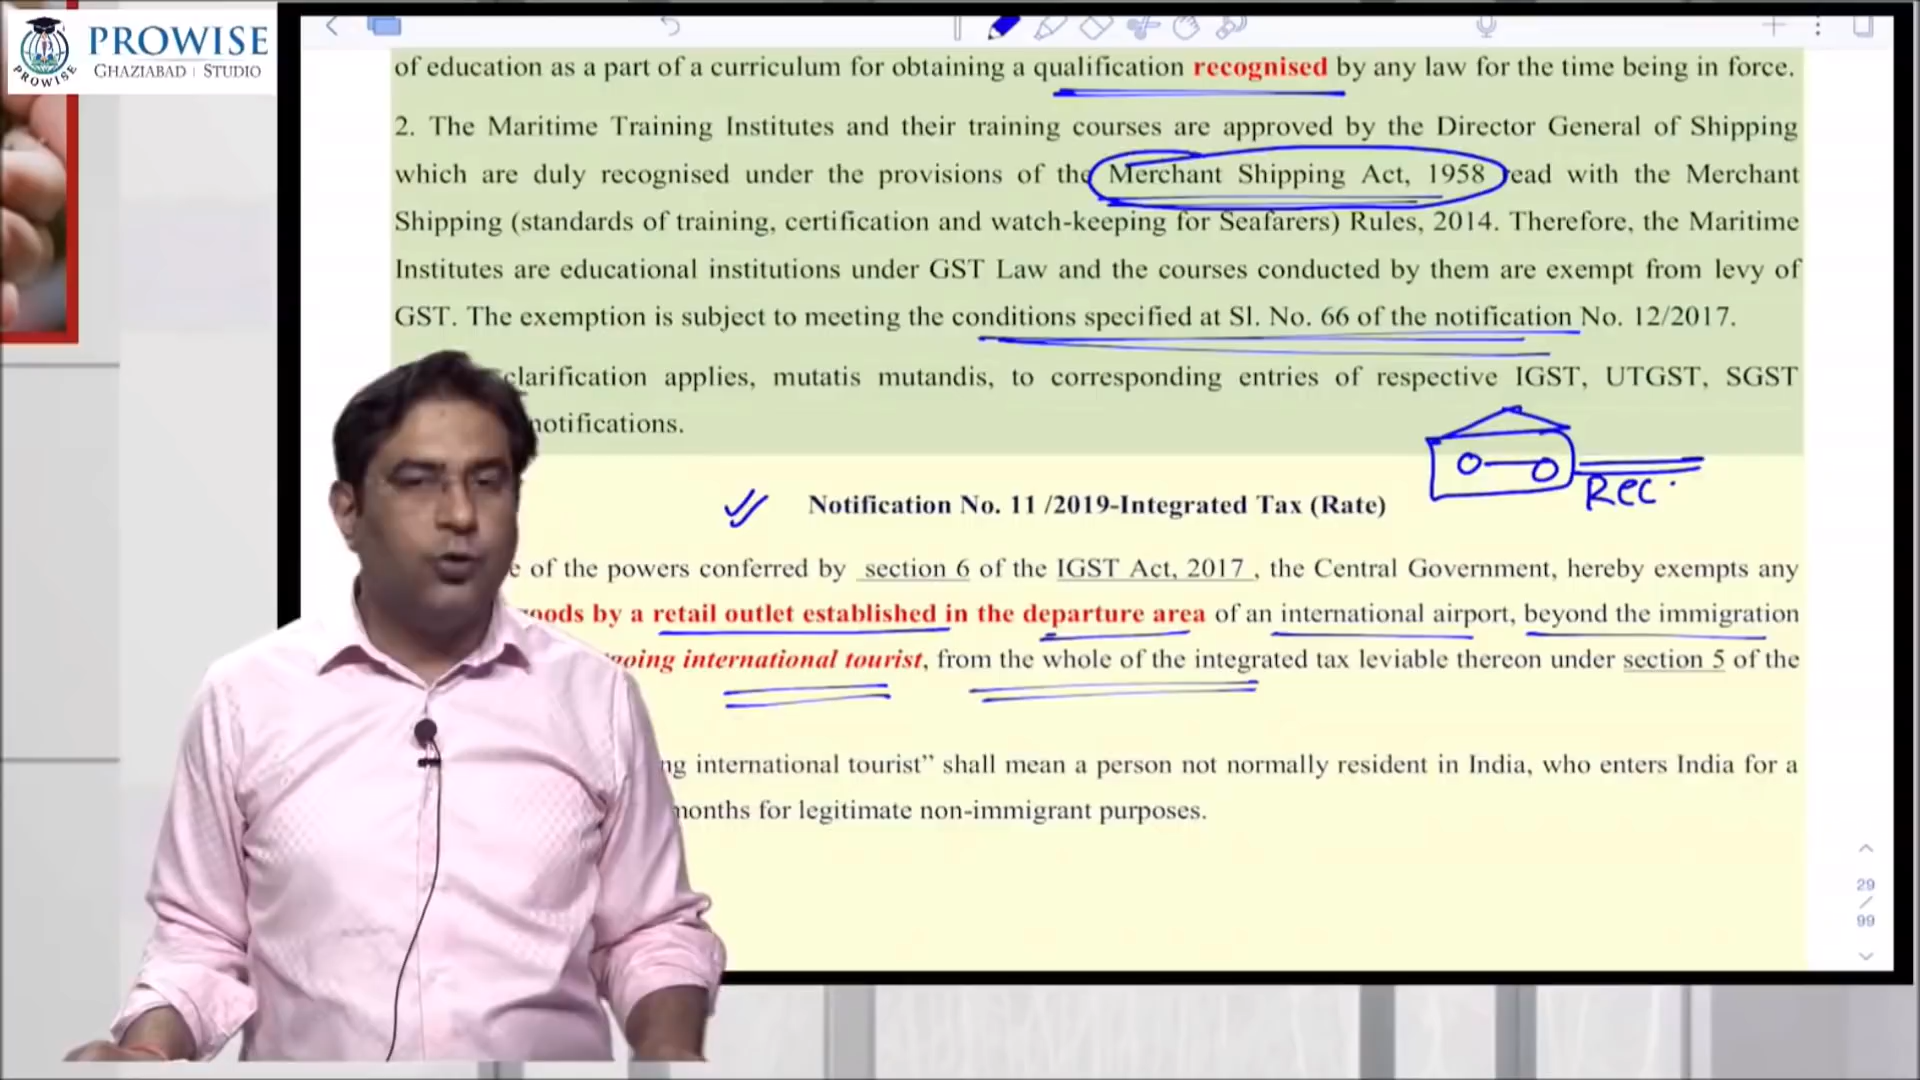 PROWISE
GHAZIABAD | STUDIO
PROWISE
of education as a part of a curriculum for obtaining a qualification recognised by any law for the time being in force.
2. The Maritime Training Institutes and their training courses are approved by the Director General of Shipping
which are duly recognised under the provisions of the Merchant Shipping Act, 1958 read with the Merchant
Shipping (standards of training, certification and watch-keeping for Seafarers) Rules, 2014. Therefore, the Maritime
Institutes are educational institutions under GST Law and the courses conducted by them are exempt from levy of
GST. The exemption is subject to meeting the conditions specified at Sl. No. 66 of the notification No. 12/2017.
clarification applies, mutatis mutandis, to corresponding entries of respective IGST, UTGST, SGST
notifications.
Rec.
Notification No. 11 /2019-Integrated Tax (Rate)
of the powers conferred by section 6 of the IGST Act, 2017 , the Central Government, hereby exempts any
goods by a retail outlet established in the departure area of an international airport, beyond the immigration
going international tourist, from the whole of the integrated tax leviable thereon under section 5 of the
ng international tourist” shall mean a person not normally resident in India, who enters India for a
months for legitimate non-immigrant purposes.
29
/
99